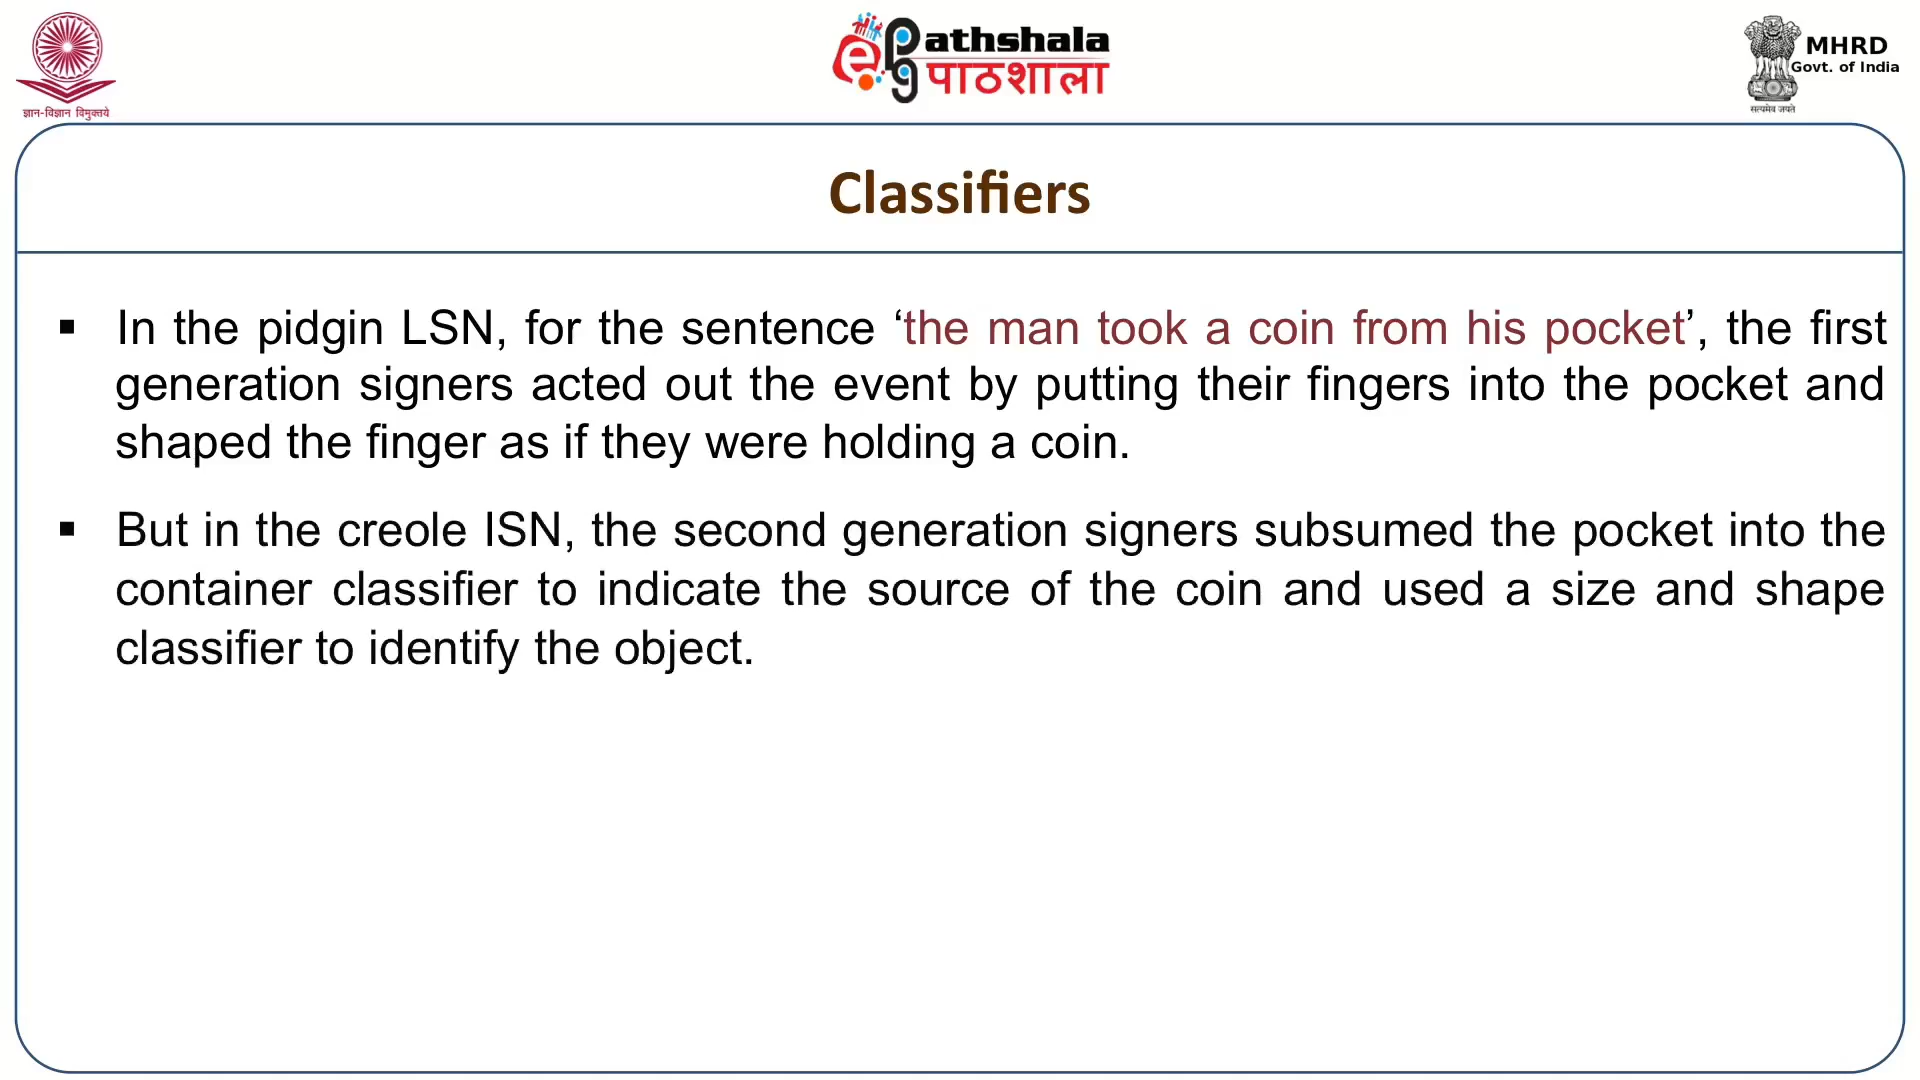 ज्ञान-विज्ञान विमुक्तये
ePathshala
पाठशाला
MHRD
Govt. of India
सत्यमेव जयते
Classifiers
▪ In the pidgin LSN, for the sentence ‘the man took a coin from his pocket’, the first
generation signers acted out the event by putting their fingers into the pocket and
shaped the finger as if they were holding a coin.
▪ But in the creole ISN, the second generation signers subsumed the pocket into the
container classifier to indicate the source of the coin and used a size and shape
classifier to identify the object.